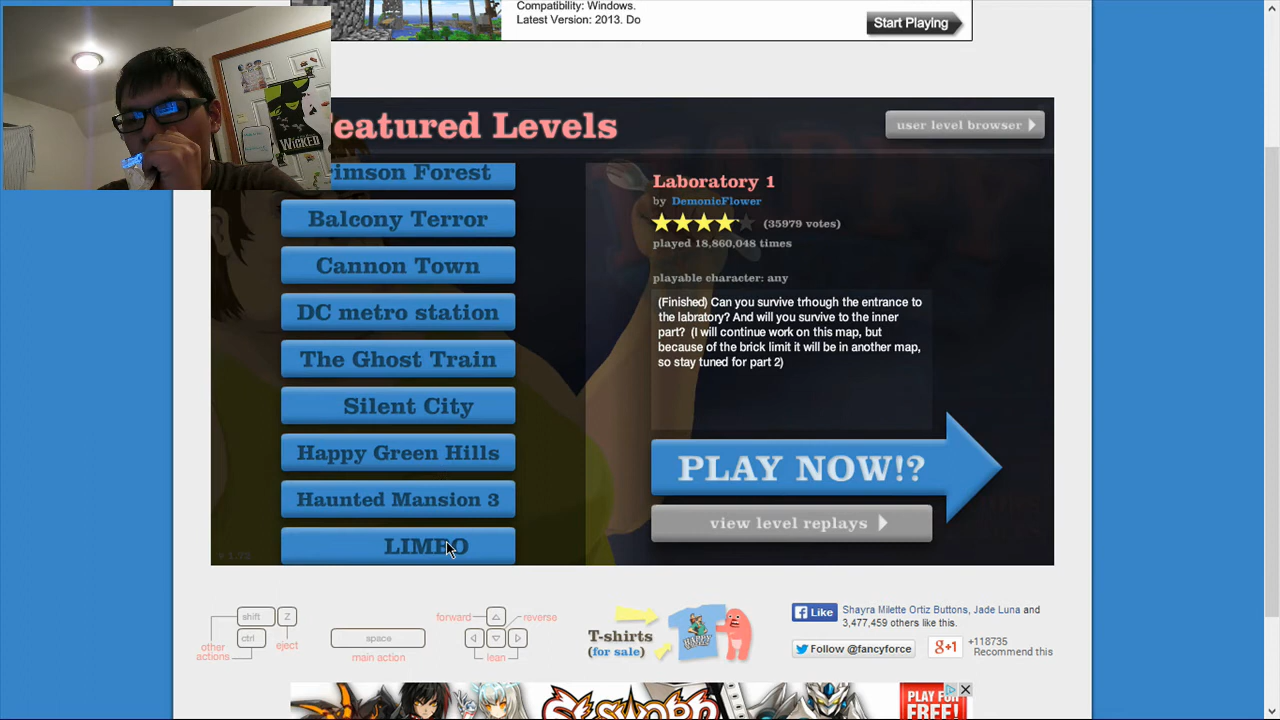 Compatibility: Windows.
Latest Version: 2013. Do
Start Playing
WICKED
eatured Levels
user level browser
imson Forest
Balcony Terror
Cannon Town
DC metro station
The Ghost Train
Silent City
Happy Green Hills
Haunted Mansion 3
LIMBO
v 1.72
Laboratory 1
by DemonicFlower
(35979 votes)
played 18,860,048 times
playable character: any
(Finished) Can you survive trhough the entrance to
the labratory? And will you survive to the inner
part? (I will continue work on this map, but
because of the brick limit it will be in another map,
so stay tuned for part 2)
PLAY NOW!?
view level replays
shift
Z
ctrl
eject
other
actions
space
main action
forward
reverse
lean
T-shirts
(for sale)
Like
Shayra Milette Ortiz Buttons, Jade Luna and
3,477,459 others like this.
Follow @fancyforce
g+1
+118735
Recommend this
PLAY FOR
FREE!